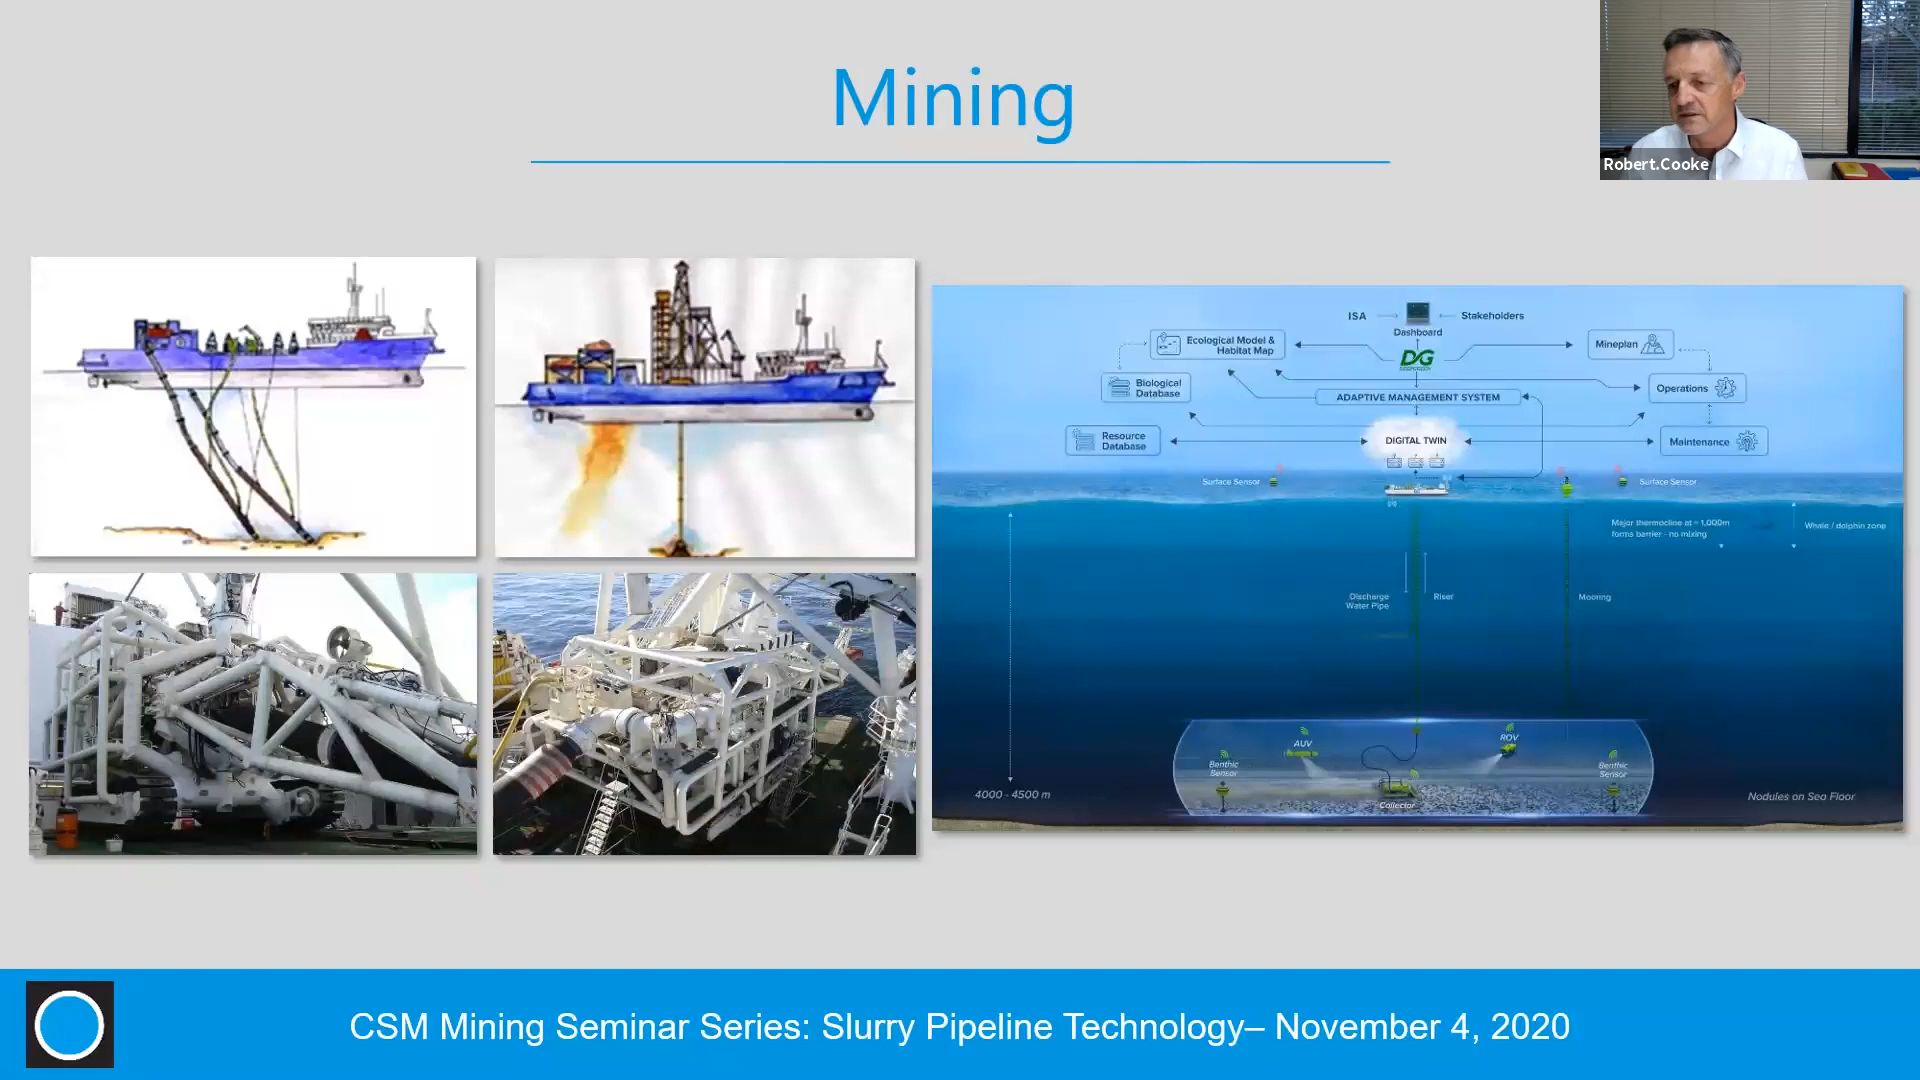 Mining
Robert.Cooke
ISA
Stakeholders
Dashboard
Ecological Model &
Habitat Map
DG
Mineplan
Biological
Database
ADAPTIVE MANAGEMENT SYSTEM
Operations
Resource
Database
DIGITAL TWIN
Maintenance
Surface Sensor
Surface Sensor
Major thermocline at ≈ 1,000m
forms barrier - no mixing
Whale / dolphin zone
Discharge
Water Pipe
Riser
Mooring
AUV
ROV
Benthic
Sensor
Benthic
Sensor
Collector
4000 - 4500 m
Nodules on Sea Floor
CSM Mining Seminar Series: Slurry Pipeline Technology– November 4, 2020